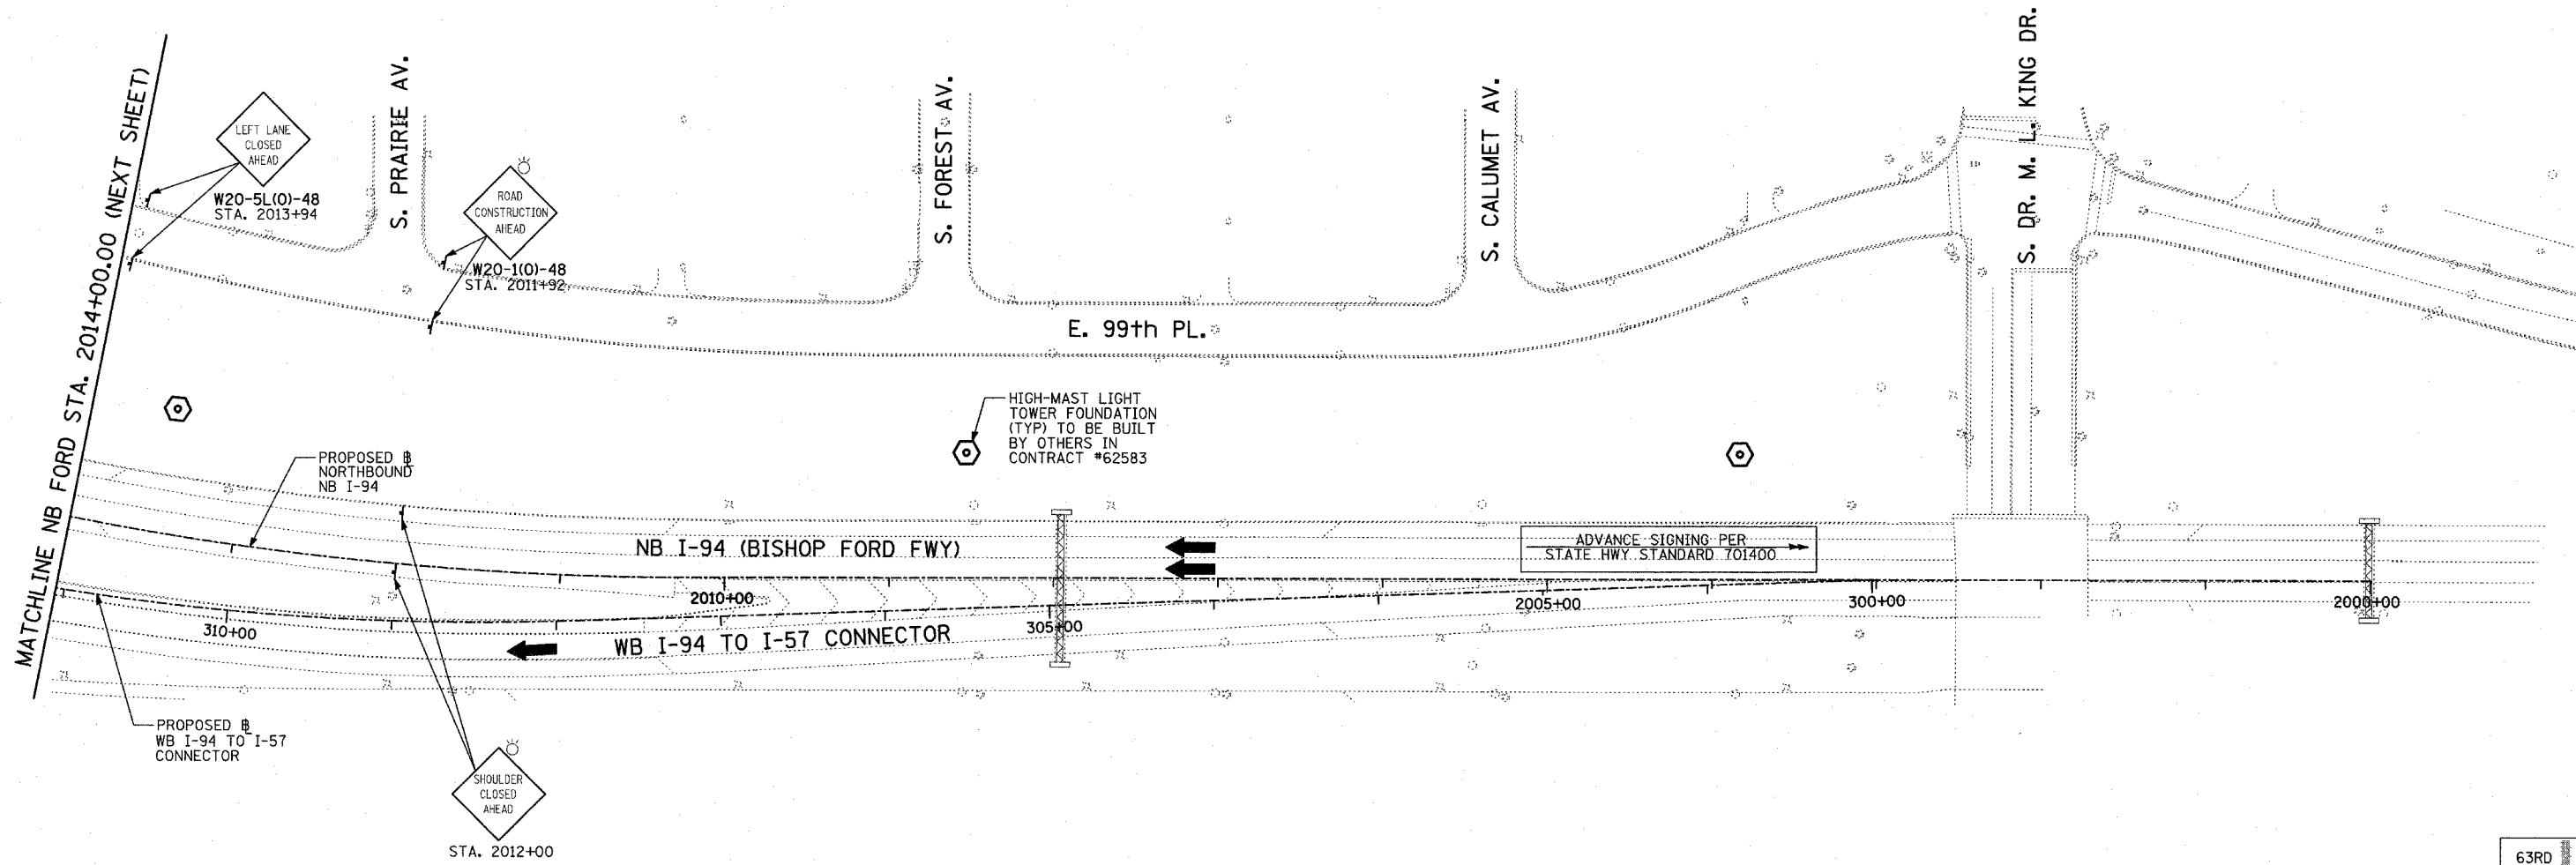 MATCHLINE NB FORD STA. 2014+00.00 (NEXT SHEET)
LEFT LANE
CLOSED
AHEAD
W20-5L(O)-48
STA. 2013+94
S. PRAIRIE AV.
ROAD
CONSTRUCTION
AHEAD
W20-1(O)-48
STA. 2011+92
S. FOREST AV.
S. CALUMET AV.
S. DR. M. L. KING DR.
E. 99th PL.
HIGH-MAST LIGHT
TOWER FOUNDATION
(TYP) TO BE BUILT
BY OTHERS IN
CONTRACT #62583
PROPOSED BL
NORTHBOUND
NB I-94
NB I-94 (BISHOP FORD FWY)
ADVANCE SIGNING PER
STATE HWY STANDARD 701400
2010+00
2005+00
300+00
2000+00
310+00
305+00
WB I-94 TO I-57 CONNECTOR
PROPOSED BL
WB I-94 TO I-57
CONNECTOR
SHOULDER
CLOSED
AHEAD
STA. 2012+00
63RD